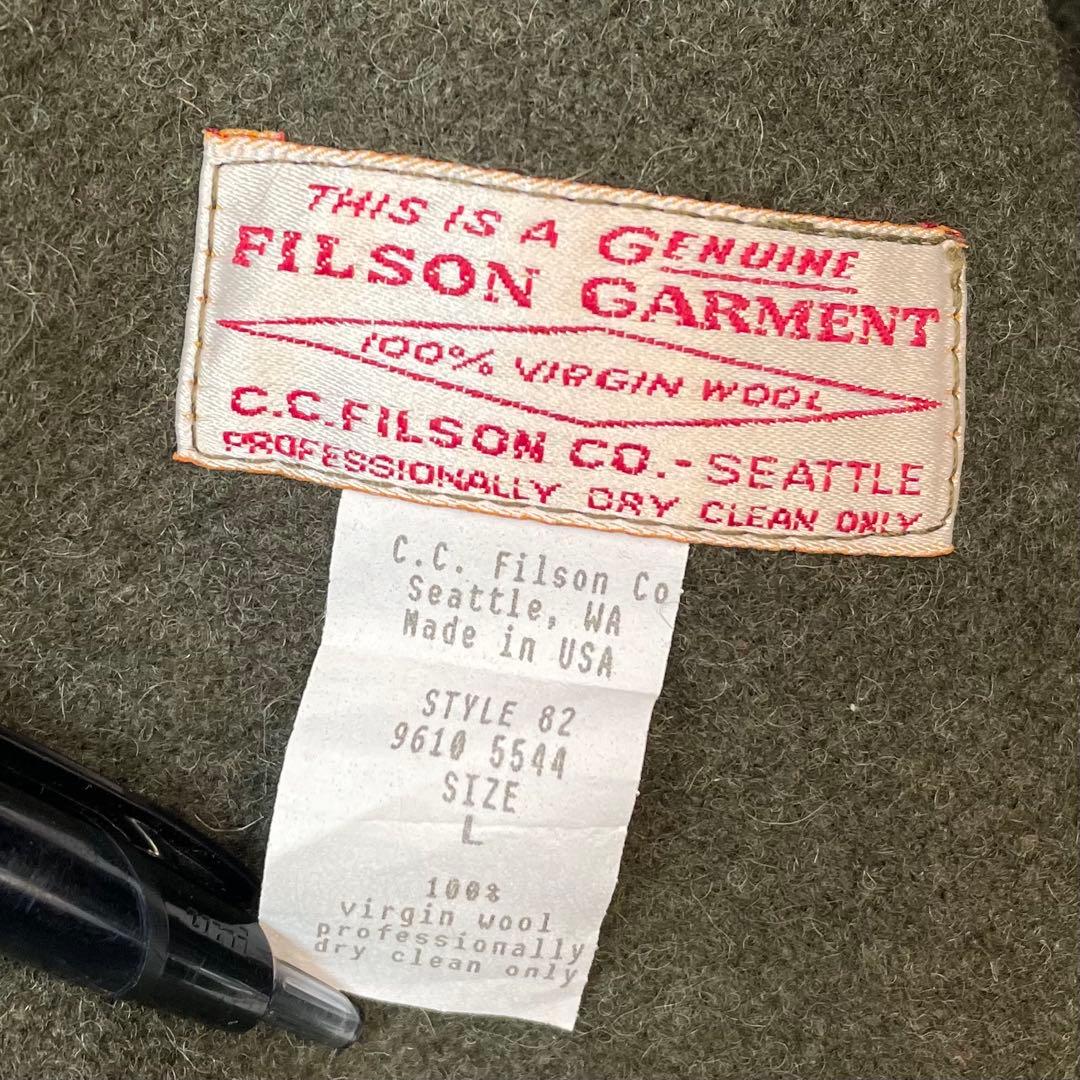 THIS IS A GENUINE
FILSON GARMENT
100% VIRGIN WOOL
C.C. FILSON CO.- SEATTLE
PROFESSIONALLY DRY CLEAN ONLY
C.C. Filson Co
Seattle, WA
Made in USA
STYLE 82
9610 5544
SIZE
L
100%
virgin wool
professionally
dry clean only
uni